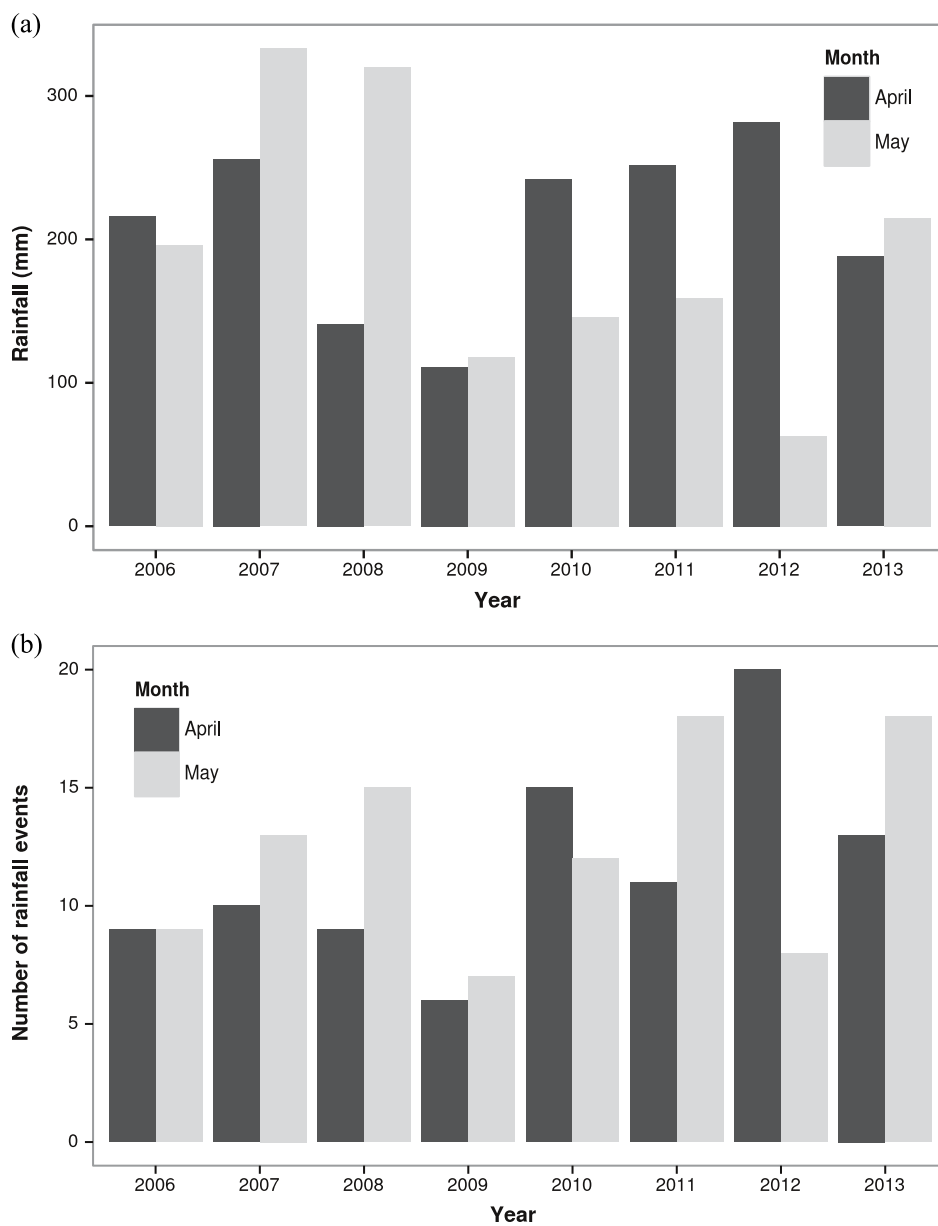 (a)
Month
April
May
300
200
100
0
Rainfall (mm)
2006 2007 2008 2009 2010 2011 2012 2013
Year
(b)
Month
April
May
20
15
10
5
0
Number of rainfall events
2006 2007 2008 2009 2010 2011 2012 2013
Year